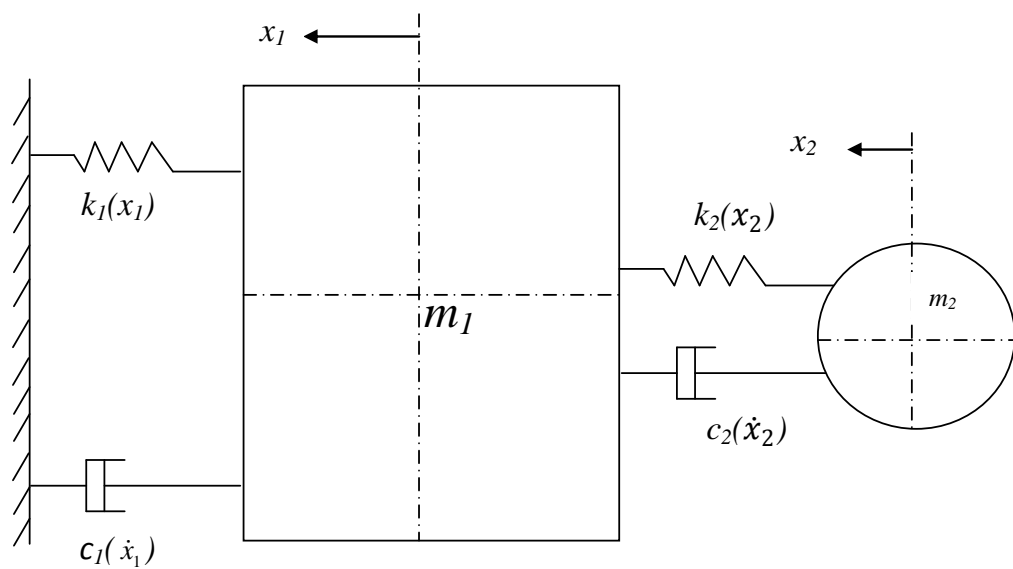 x₁
x₂
k₁(x₁)
k₂(x₂)
m₁
m₂
c₂(ẋ₂)
c₁(ẋ₁)